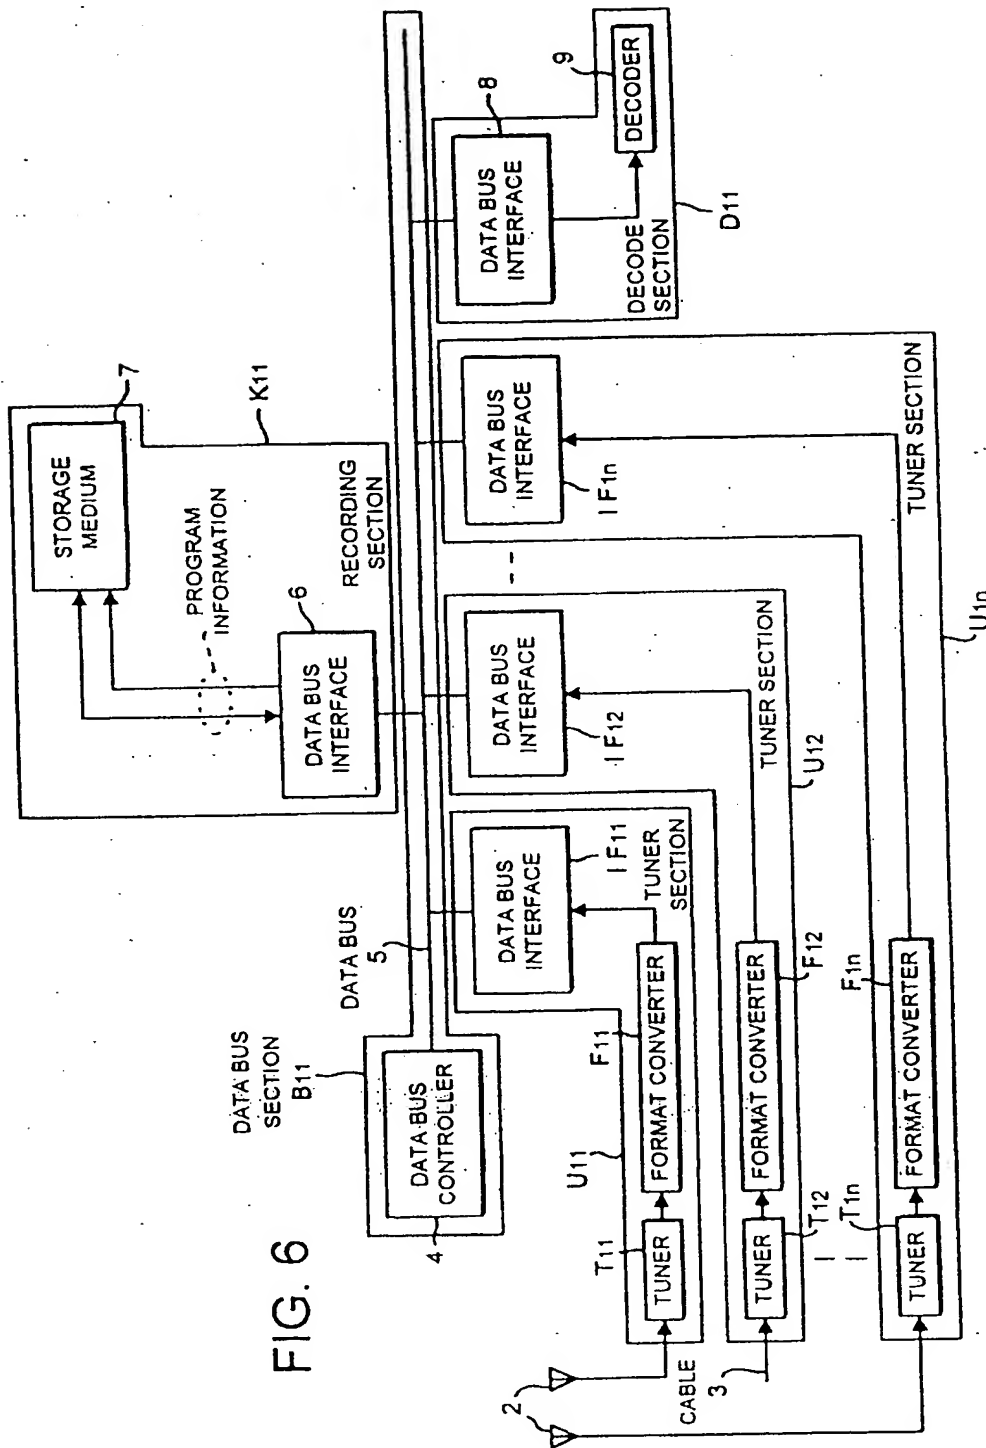 FIG. 6
DATA BUS
SECTION
B11
DATA BUS
CONTROLLER
4
DATA BUS
5
STORAGE
MEDIUM
7
K11
PROGRAM
INFORMATION
RECORDING
SECTION
DATA BUS
INTERFACE
6
DATA BUS
INTERFACE
8
DECODER
9
DECODE
SECTION
D11
DATA BUS
INTERFACE
IF11
TUNER
SECTION
U11
F11
FORMAT CONVERTER
T11
TUNER
DATA BUS
INTERFACE
IF12
TUNER SECTION
U12
F12
FORMAT CONVERTER
T12
TUNER
DATA BUS
INTERFACE
IF1n
TUNER SECTION
U1n
F1n
FORMAT CONVERTER
T1n
TUNER
2
CABLE
3